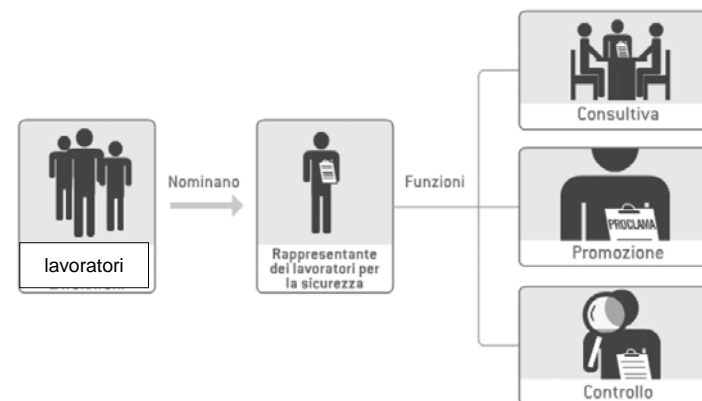 lavoratori
Nominano
Rappresentante
dei lavoratori per
la sicurezza
Funzioni
Consultiva
PROCLAMA
Promozione
Controllo